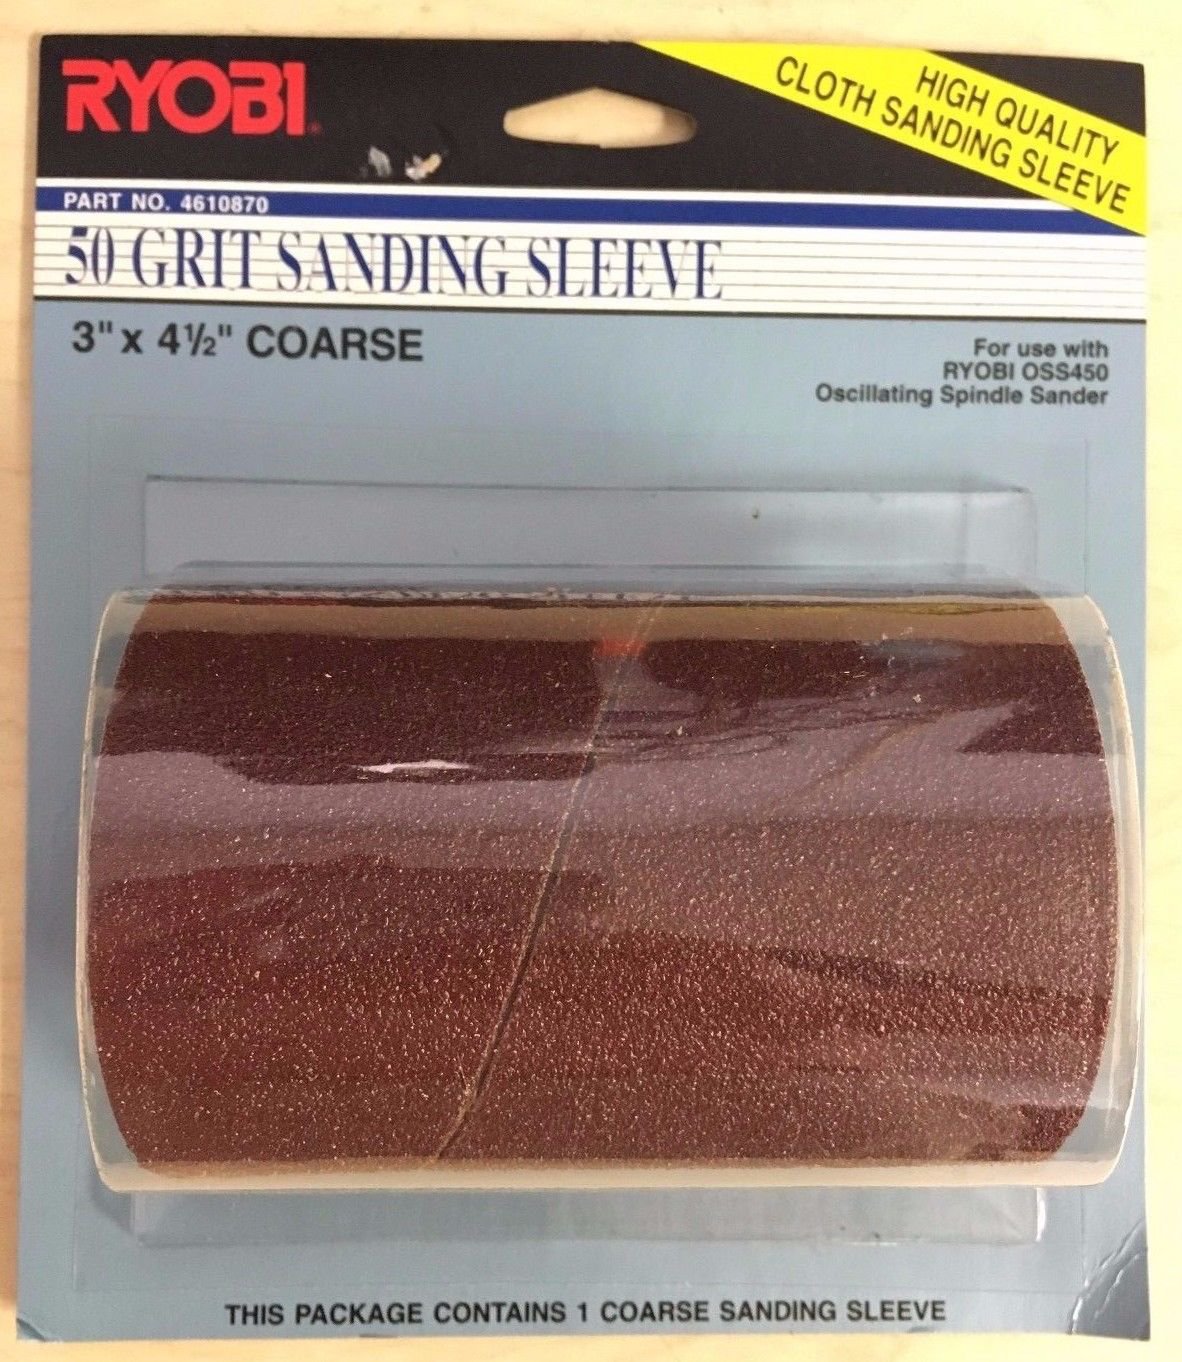 RYOBI
HIGH QUALITY
CLOTH SANDING SLEEVE
PART NO. 4610870
50 GRIT SANDING SLEEVE
3" x 4½" COARSE
For use with
RYOBI OSS450
Oscillating Spindle Sander
THIS PACKAGE CONTAINS 1 COARSE SANDING SLEEVE